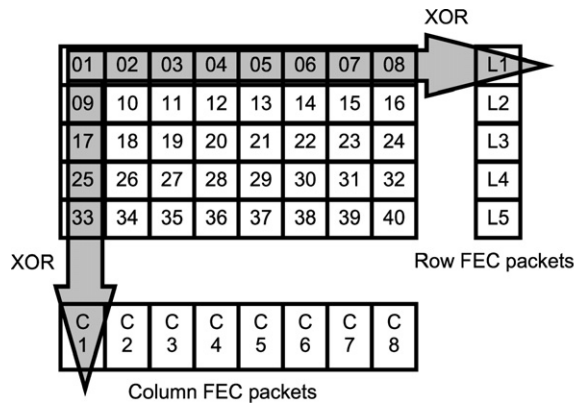 XOR
01 02 03 04 05 06 07 08 L1
09 10 11 12 13 14 15 16 L2
17 18 19 20 21 22 23 24 L3
25 26 27 28 29 30 31 32 L4
33 34 35 36 37 38 39 40 L5
XOR
Row FEC packets
C C C C C C C C
1 2 3 4 5 6 7 8
Column FEC packets